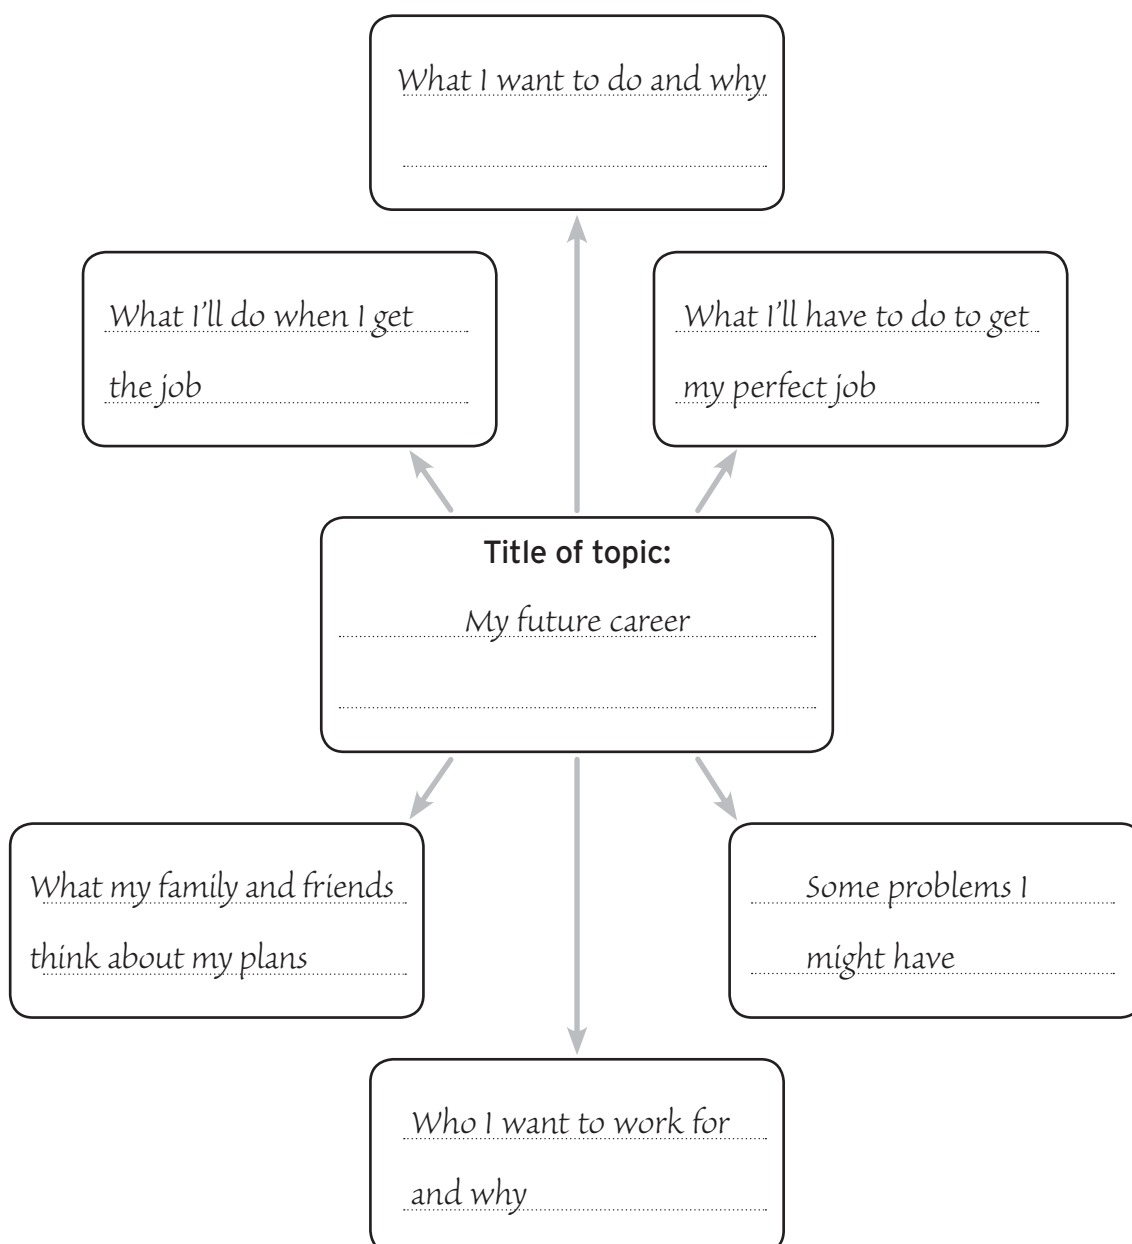 What I want to do and why
What I'll do when I get
the job
What I'll have to do to get
my perfect job
Title of topic:
My future career
What my family and friends
think about my plans
Some problems I
might have
Who I want to work for
and why